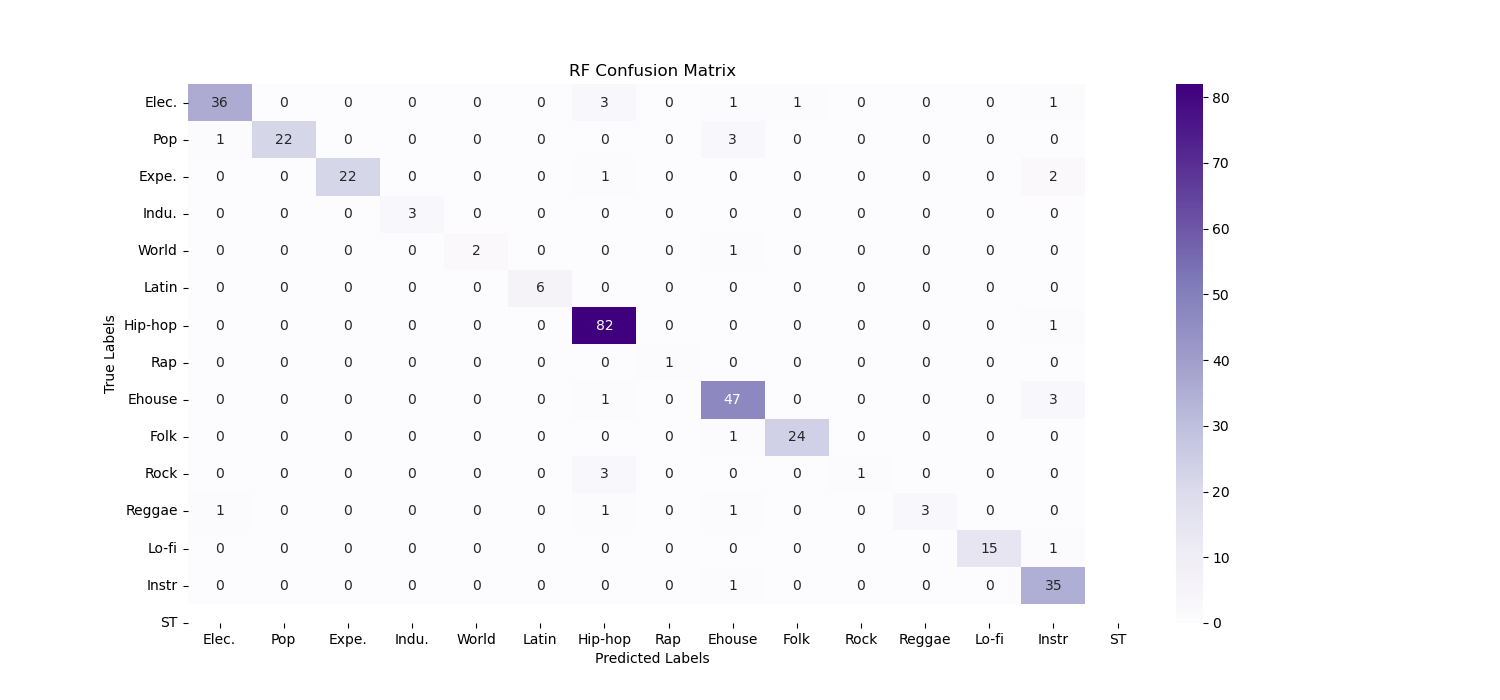 RF Confusion Matrix
Elec. 36 0 0 0 0 0 3 0 1 1 0 0 0 1 80
Pop 1 22 0 0 0 0 0 0 3 0 0 0 0 0 70
Expe. 0 0 22 0 0 0 1 0 0 0 0 0 0 2
Indu. 0 0 0 3 0 0 0 0 0 0 0 0 0 0 60
World 0 0 0 0 2 0 0 0 1 0 0 0 0 0 50
Latin 0 0 0 0 0 6 0 0 0 0 0 0 0 0
Hip-hop 0 0 0 0 0 0 82 0 0 0 0 0 0 1
True Labels
Rap 0 0 0 0 0 0 0 1 0 0 0 0 0 0 40
Ehouse 0 0 0 0 0 0 1 0 47 0 0 0 0 3
Folk 0 0 0 0 0 0 0 0 1 24 0 0 0 0 30
Rock 0 0 0 0 0 0 3 0 0 0 1 0 0 0 20
Reggae 1 0 0 0 0 0 1 0 1 0 0 3 0 0
Lo-fi 0 0 0 0 0 0 0 0 0 0 0 0 15 1 10
Instr 0 0 0 0 0 0 0 0 1 0 0 0 0 35
ST 0
Elec. Pop Expe. Indu. World Latin Hip-hop Rap Ehouse Folk Rock Reggae Lo-fi Instr ST
Predicted Labels